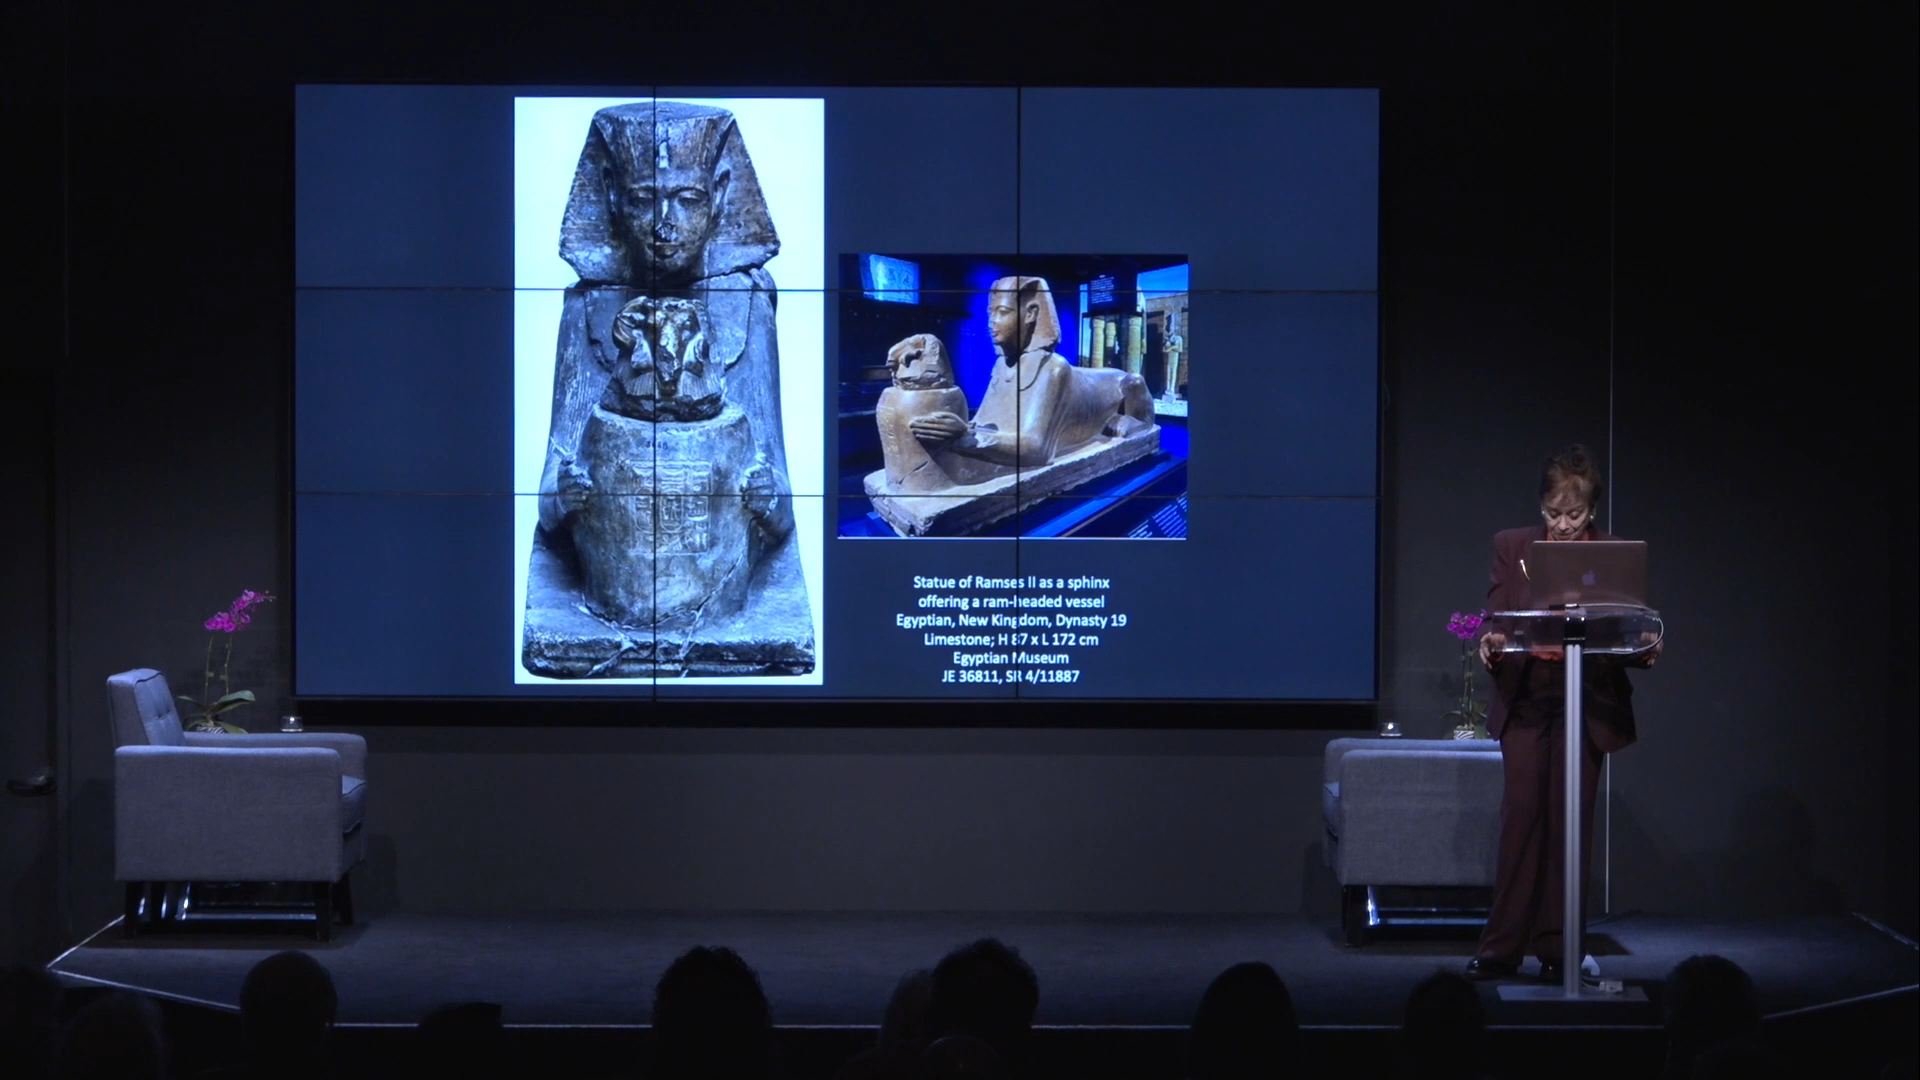 Statue of Ramses II as a sphinx
offering a ram-headed vessel
Egyptian, New Kingdom, Dynasty 19
Limestone; H 87 x L 172 cm
Egyptian Museum
JE 36811, SR 4/11887